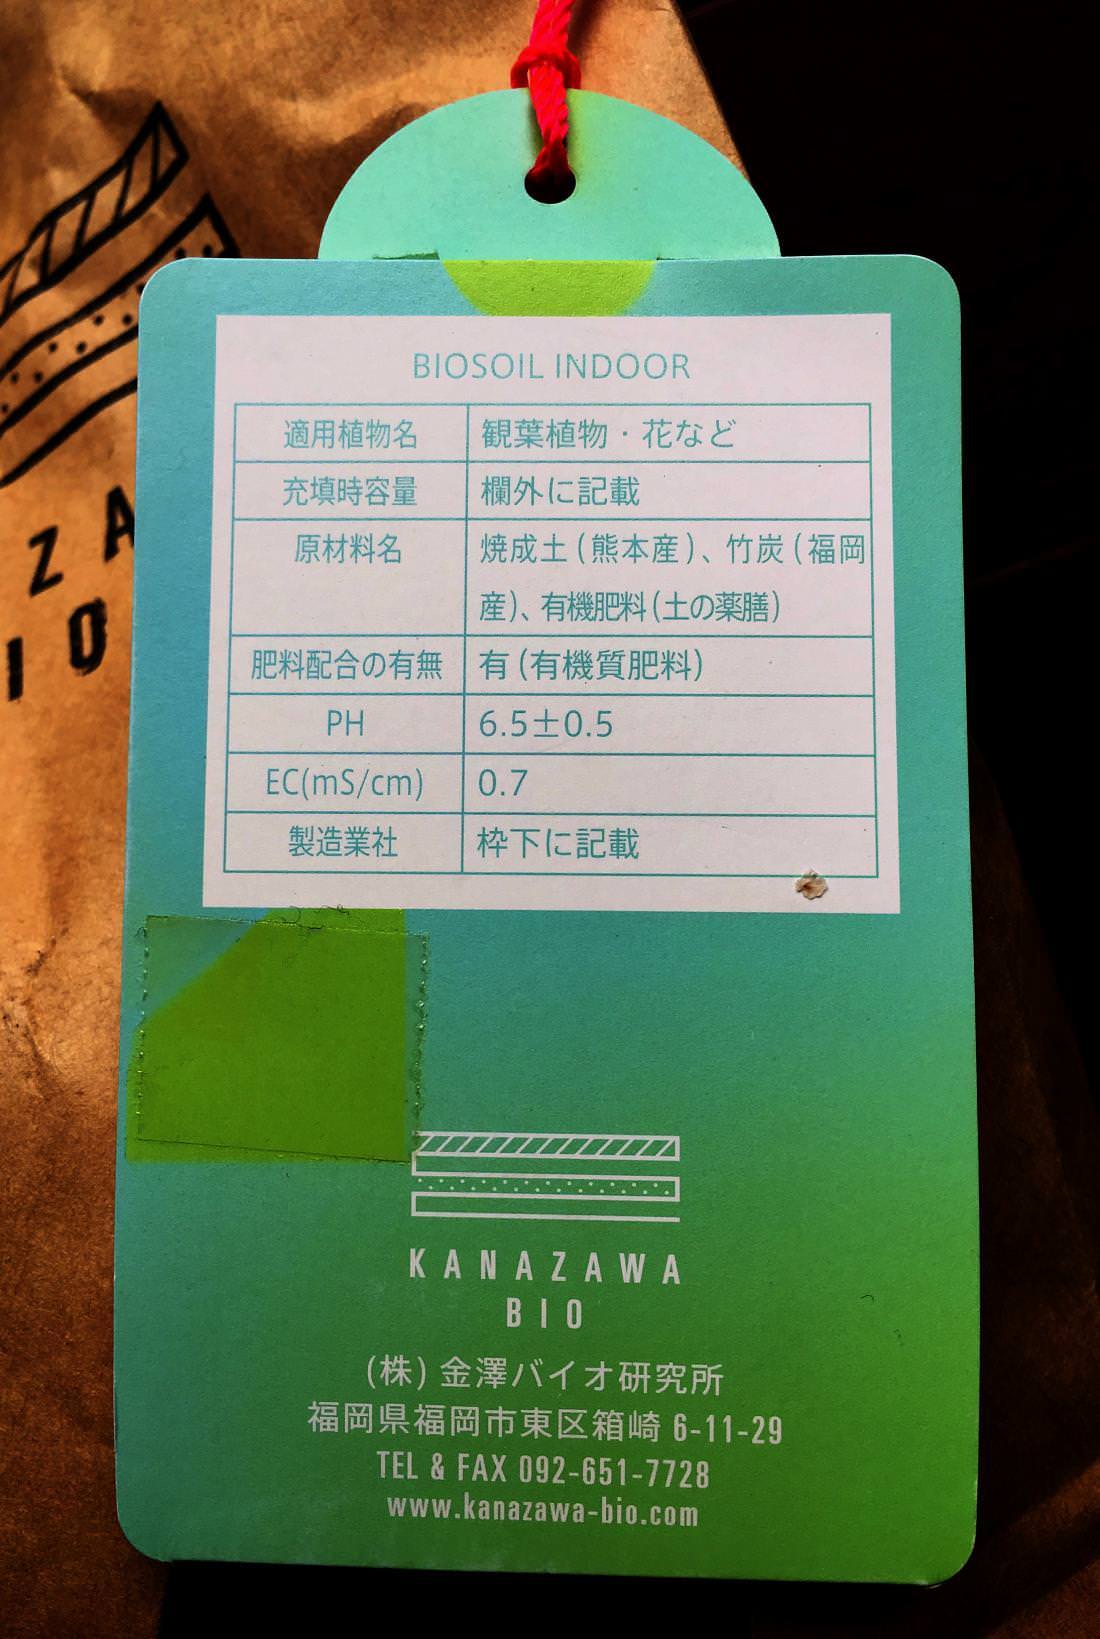 BIOSOIL INDOOR
適用植物名 観葉植物・花など
充填時容量 欄外に記載
原材料名 焼成土(熊本産)、竹炭(福岡
産)、有機肥料(土の薬膳)
肥料配合の有無 有(有機質肥料)
PH 6.5±0.5
EC(mS/cm) 0.7
製造業社 枠下に記載
ZA
IO
KANAZAWA
BIO
(株)金澤バイオ研究所
福岡県福岡市東区箱崎 6-11-29
TEL & FAX 092-651-7728
www.kanazawa-bio.com